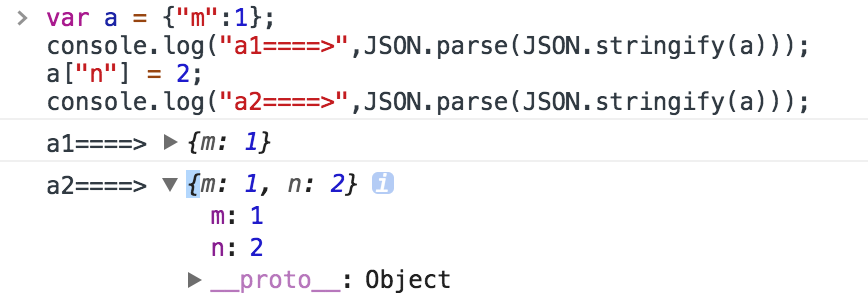 > var a = {"m":1};
console.log("a1====>",JSON.parse(JSON.stringify(a)));
a["n"] = 2;
console.log("a2====>",JSON.parse(JSON.stringify(a)));
a1====> ▶ {m: 1}
a2====> ▼ {m: 1, n: 2} i
m: 1
n: 2
▶ __proto__: Object